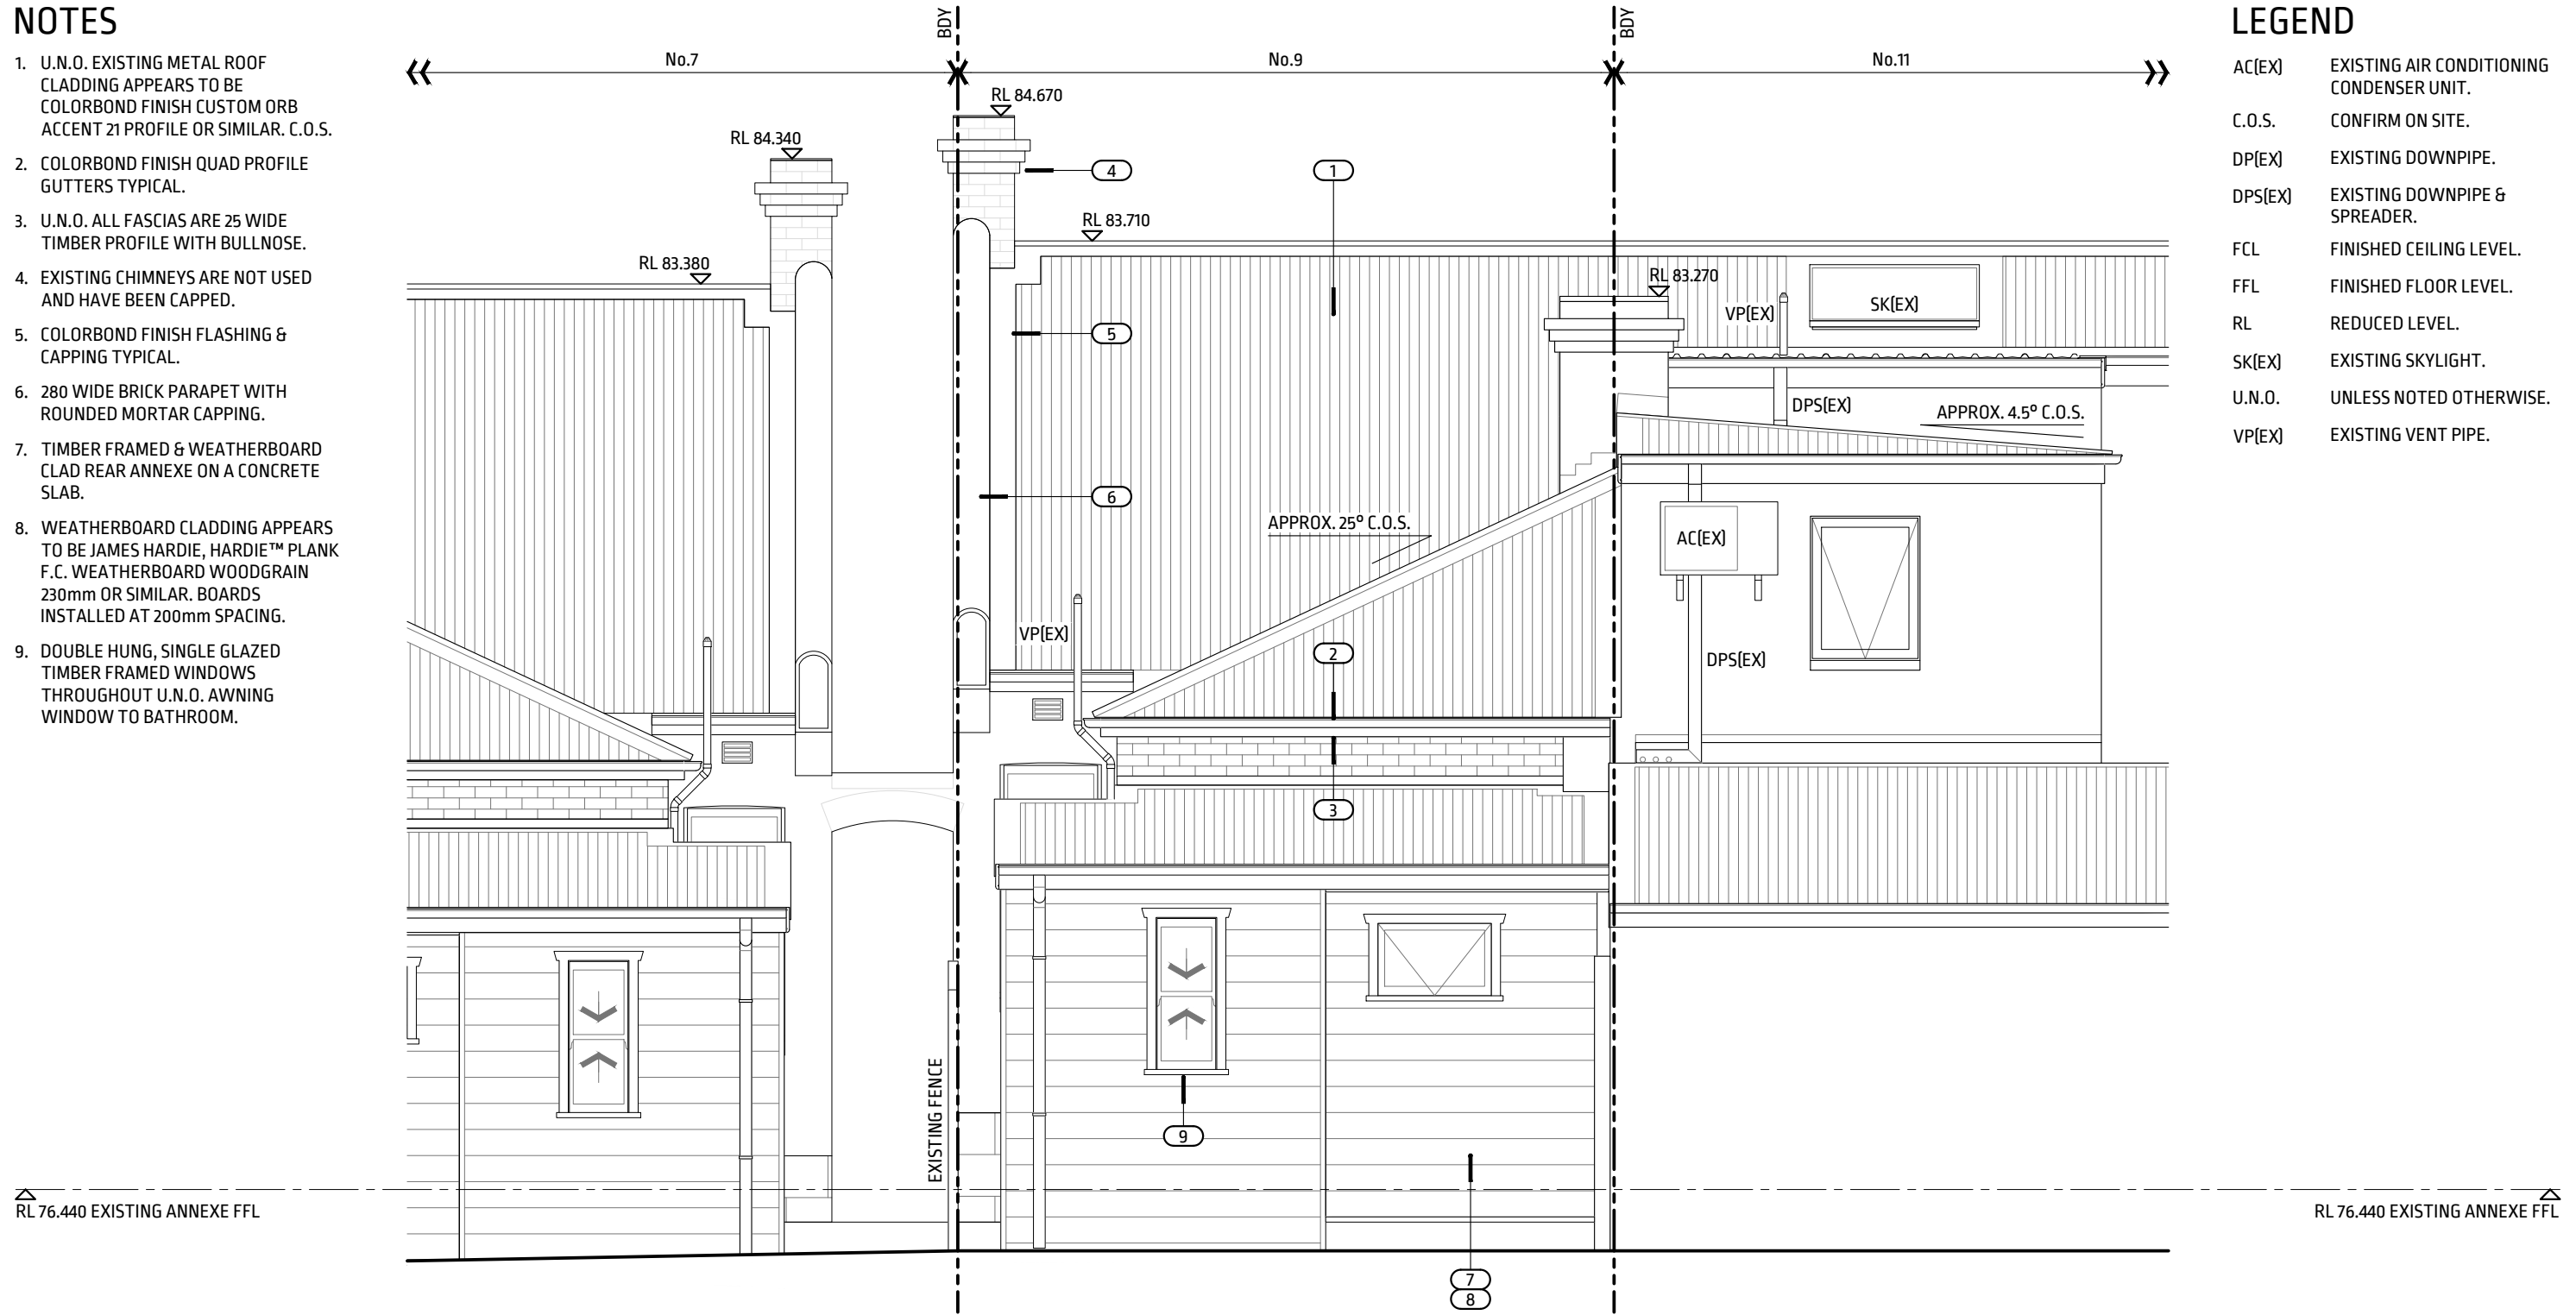 NOTES
1. U.N.O. EXISTING METAL ROOF
CLADDING APPEARS TO BE
COLORBOND FINISH CUSTOM ORB
ACCENT 21 PROFILE OR SIMILAR. C.O.S.
2. COLORBOND FINISH QUAD PROFILE
GUTTERS TYPICAL.
3. U.N.O. ALL FASCIAS ARE 25 WIDE
TIMBER PROFILE WITH BULLNOSE.
4. EXISTING CHIMNEYS ARE NOT USED
AND HAVE BEEN CAPPED.
5. COLORBOND FINISH FLASHING &
CAPPING TYPICAL.
6. 280 WIDE BRICK PARAPET WITH
ROUNDED MORTAR CAPPING.
7. TIMBER FRAMED & WEATHERBOARD
CLAD REAR ANNEXE ON A CONCRETE
SLAB.
8. WEATHERBOARD CLADDING APPEARS
TO BE JAMES HARDIE, HARDIE™ PLANK
F.C. WEATHERBOARD WOODGRAIN
230mm OR SIMILAR. BOARDS
INSTALLED AT 200mm SPACING.
9. DOUBLE HUNG, SINGLE GLAZED
TIMBER FRAMED WINDOWS
THROUGHOUT U.N.O. AWNING
WINDOW TO BATHROOM.
BDY
BDY
No.7
No.9
No.11
RL 84.670
RL 84.340
4
1
RL 83.710
RL 83.380
RL 83.270
VP(EX)
SK(EX)
5
DPS(EX)
APPROX. 4.5° C.O.S.
6
APPROX. 25° C.O.S.
AC(EX)
VP(EX)
2
DPS(EX)
3
EXISTING FENCE
9
7
8
RL 76.440 EXISTING ANNEXE FFL
RL 76.440 EXISTING ANNEXE FFL
LEGEND
AC(EX) EXISTING AIR CONDITIONING
CONDENSER UNIT.
C.O.S. CONFIRM ON SITE.
DP(EX) EXISTING DOWNPIPE.
DPS(EX) EXISTING DOWNPIPE &
SPREADER.
FCL FINISHED CEILING LEVEL.
FFL FINISHED FLOOR LEVEL.
RL REDUCED LEVEL.
SK(EX) EXISTING SKYLIGHT.
U.N.O. UNLESS NOTED OTHERWISE.
VP(EX) EXISTING VENT PIPE.